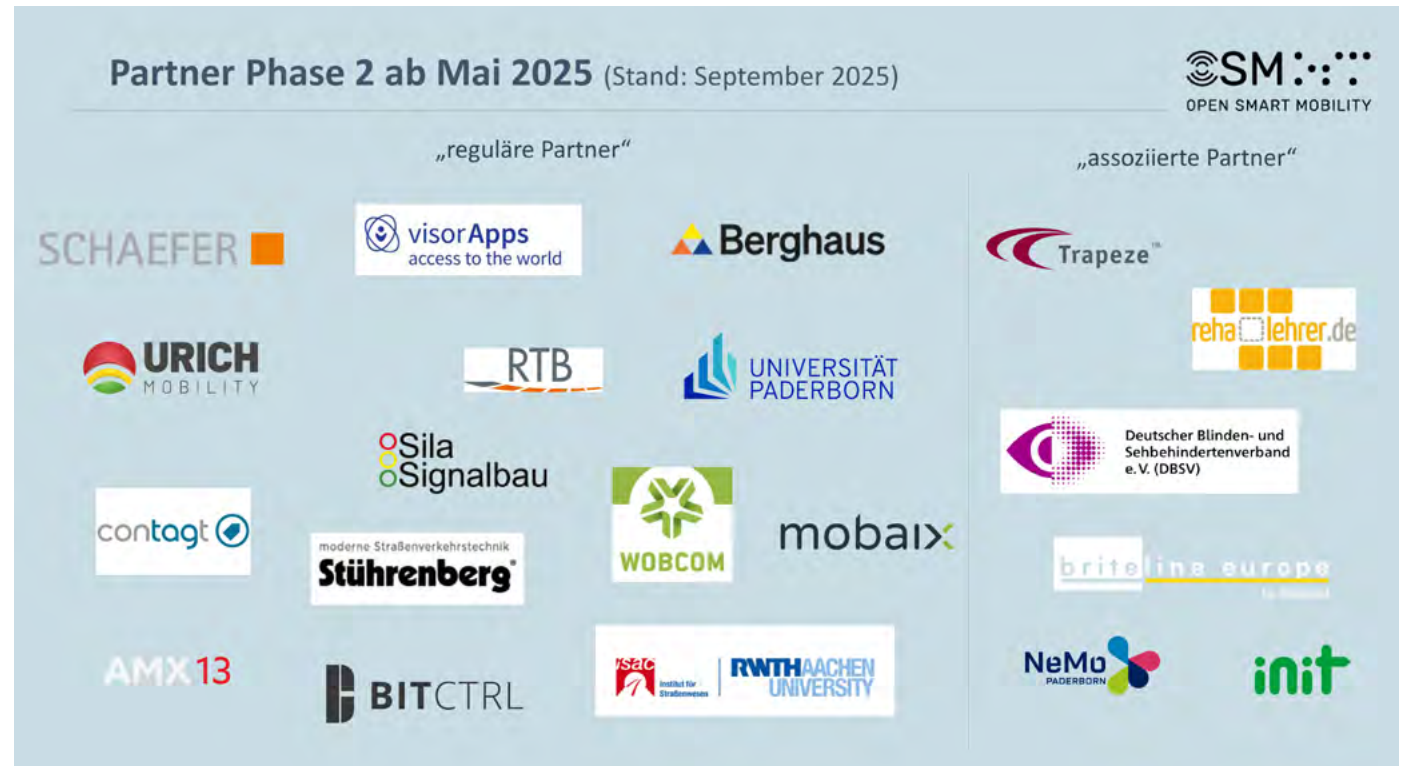 Partner Phase 2 ab Mai 2025 (Stand: September 2025)
OSM
OPEN SMART MOBILITY
„reguläre Partner“
„assoziierte Partner“
SCHAEFER
visorApps
access to the world
Berghaus
Trapeze™
reha lehrer.de
URICH
MOBILITY
RTB
UNIVERSITÄT
PADERBORN
Sila
Signalbau
Deutscher Blinden- und
Sehbehindertenverband
e. V. (DBSV)
contagt
moderne Straßenverkehrstechnik
Stührenberg®
WOBCOM
mobaix
briteline europe
AMX13
BITCTRL
isac
Institut für
Straßenwesen
RWTHAACHEN
UNIVERSITY
NeMo
PADERBORN
init